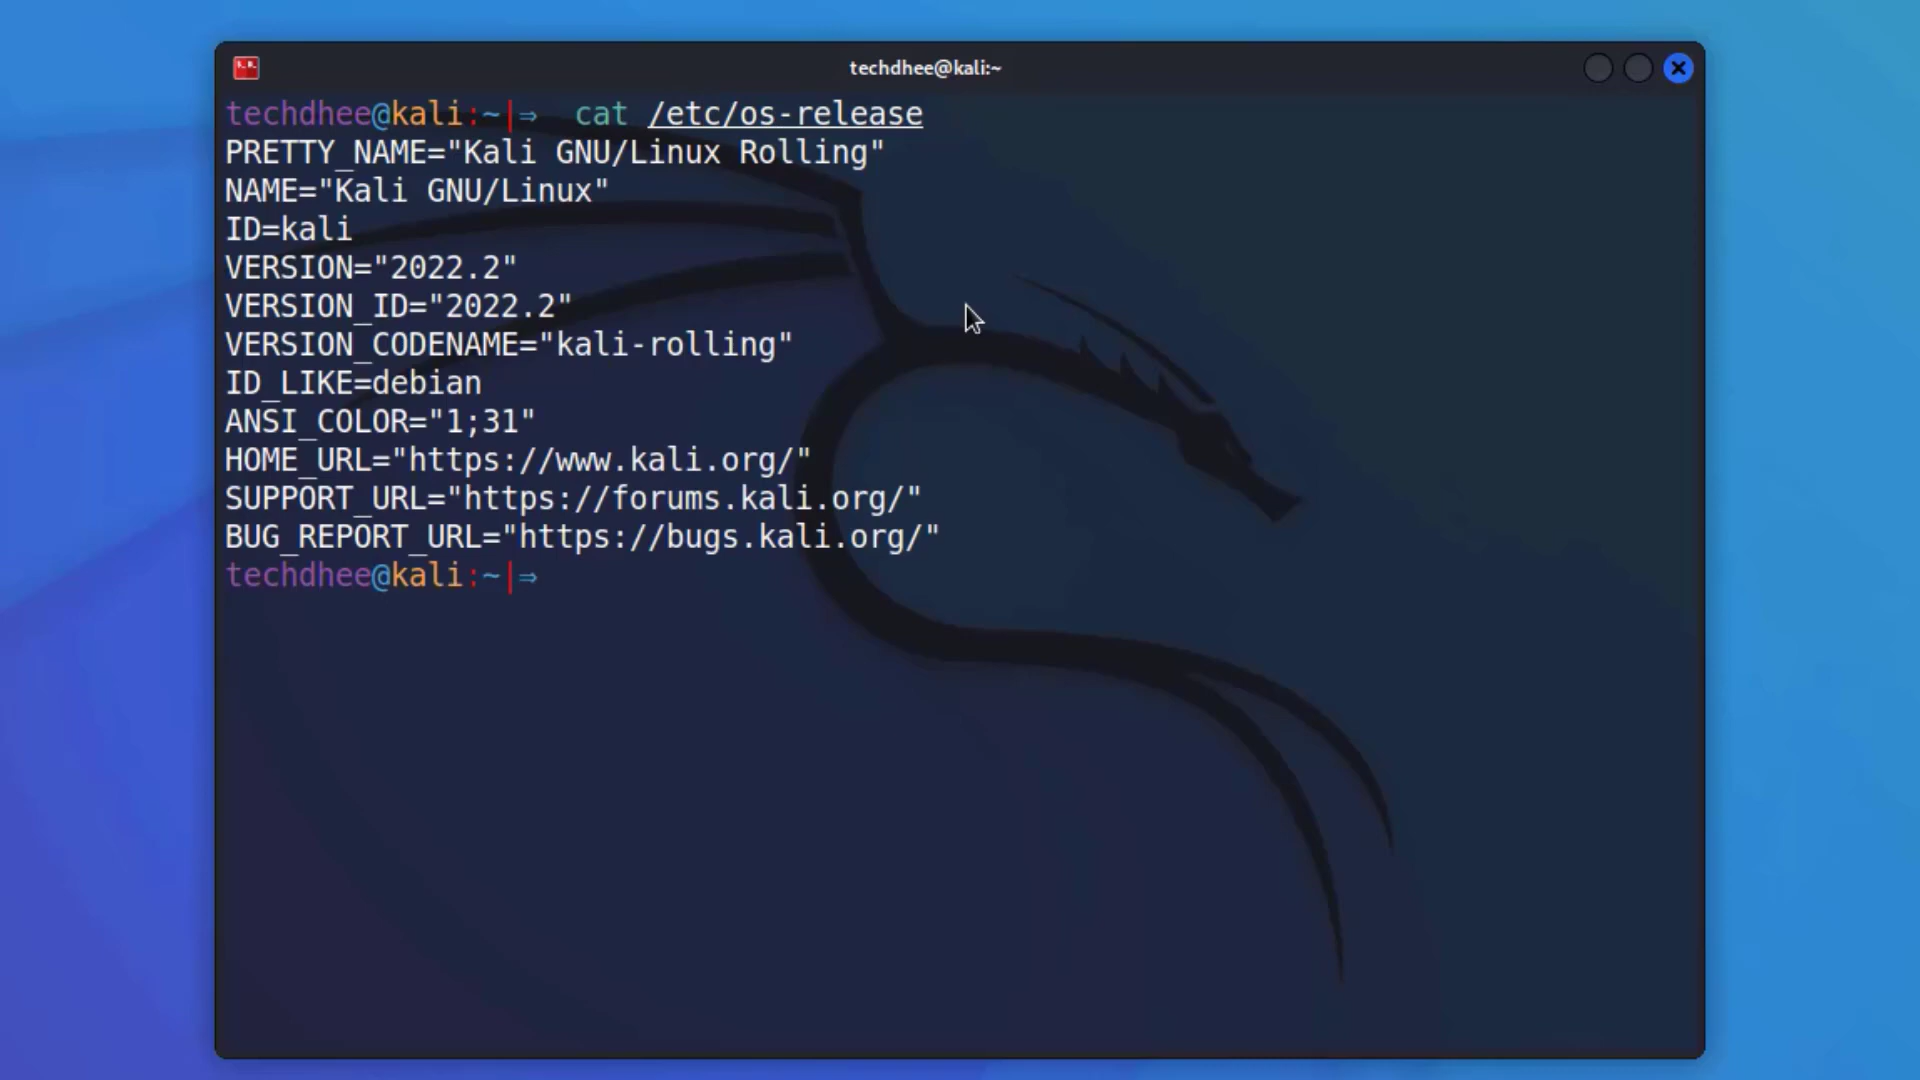 techdhee@kali:~
techdhee@kali:~|⇒  cat /etc/os-release
PRETTY_NAME="Kali GNU/Linux Rolling"
NAME="Kali GNU/Linux"
ID=kali
VERSION="2022.2"
VERSION_ID="2022.2"
VERSION_CODENAME="kali-rolling"
ID_LIKE=debian
ANSI_COLOR="1;31"
HOME_URL="https://www.kali.org/"
SUPPORT_URL="https://forums.kali.org/"
BUG_REPORT_URL="https://bugs.kali.org/"
techdhee@kali:~|⇒